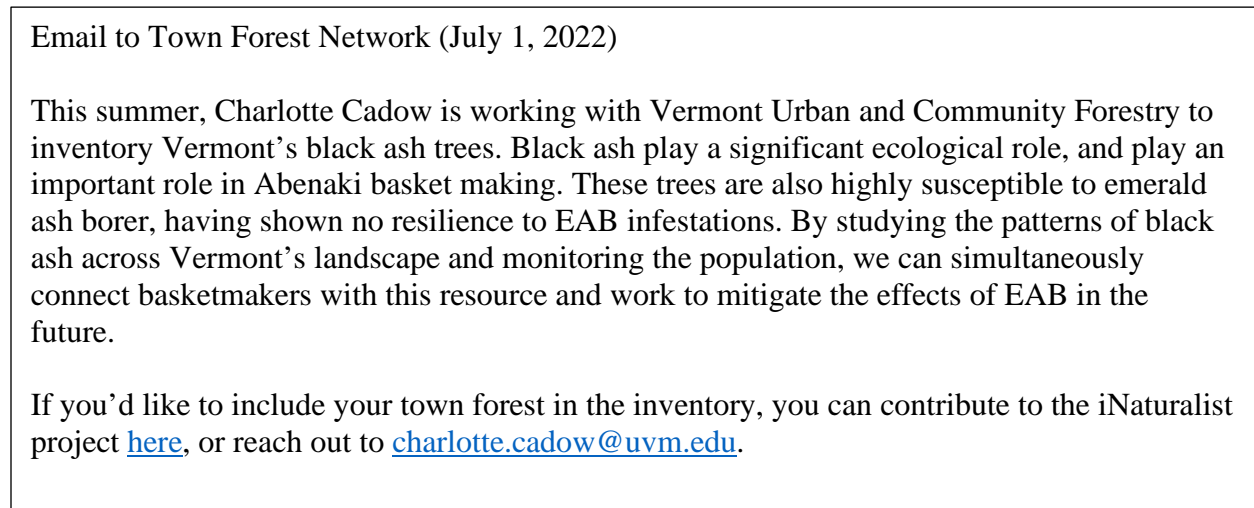 Email to Town Forest Network (July 1, 2022)
This summer, Charlotte Cadow is working with Vermont Urban and Community Forestry to
inventory Vermont’s black ash trees. Black ash play a significant ecological role, and play an
important role in Abenaki basket making. These trees are also highly susceptible to emerald
ash borer, having shown no resilience to EAB infestations. By studying the patterns of black
ash across Vermont’s landscape and monitoring the population, we can simultaneously
connect basketmakers with this resource and work to mitigate the effects of EAB in the
future.
If you’d like to include your town forest in the inventory, you can contribute to the iNaturalist
project here, or reach out to charlotte.cadow@uvm.edu.